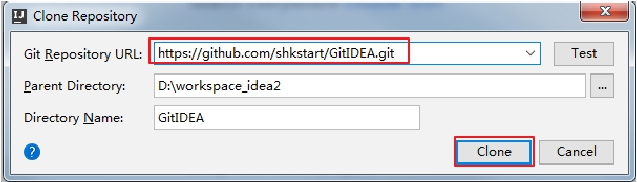 Clone Repository
Git Repository URL: https://github.com/shkstart/GitIDEA.git Test
Parent Directory: D:\workspace_idea2 ...
Directory Name: GitIDEA
? Clone Cancel